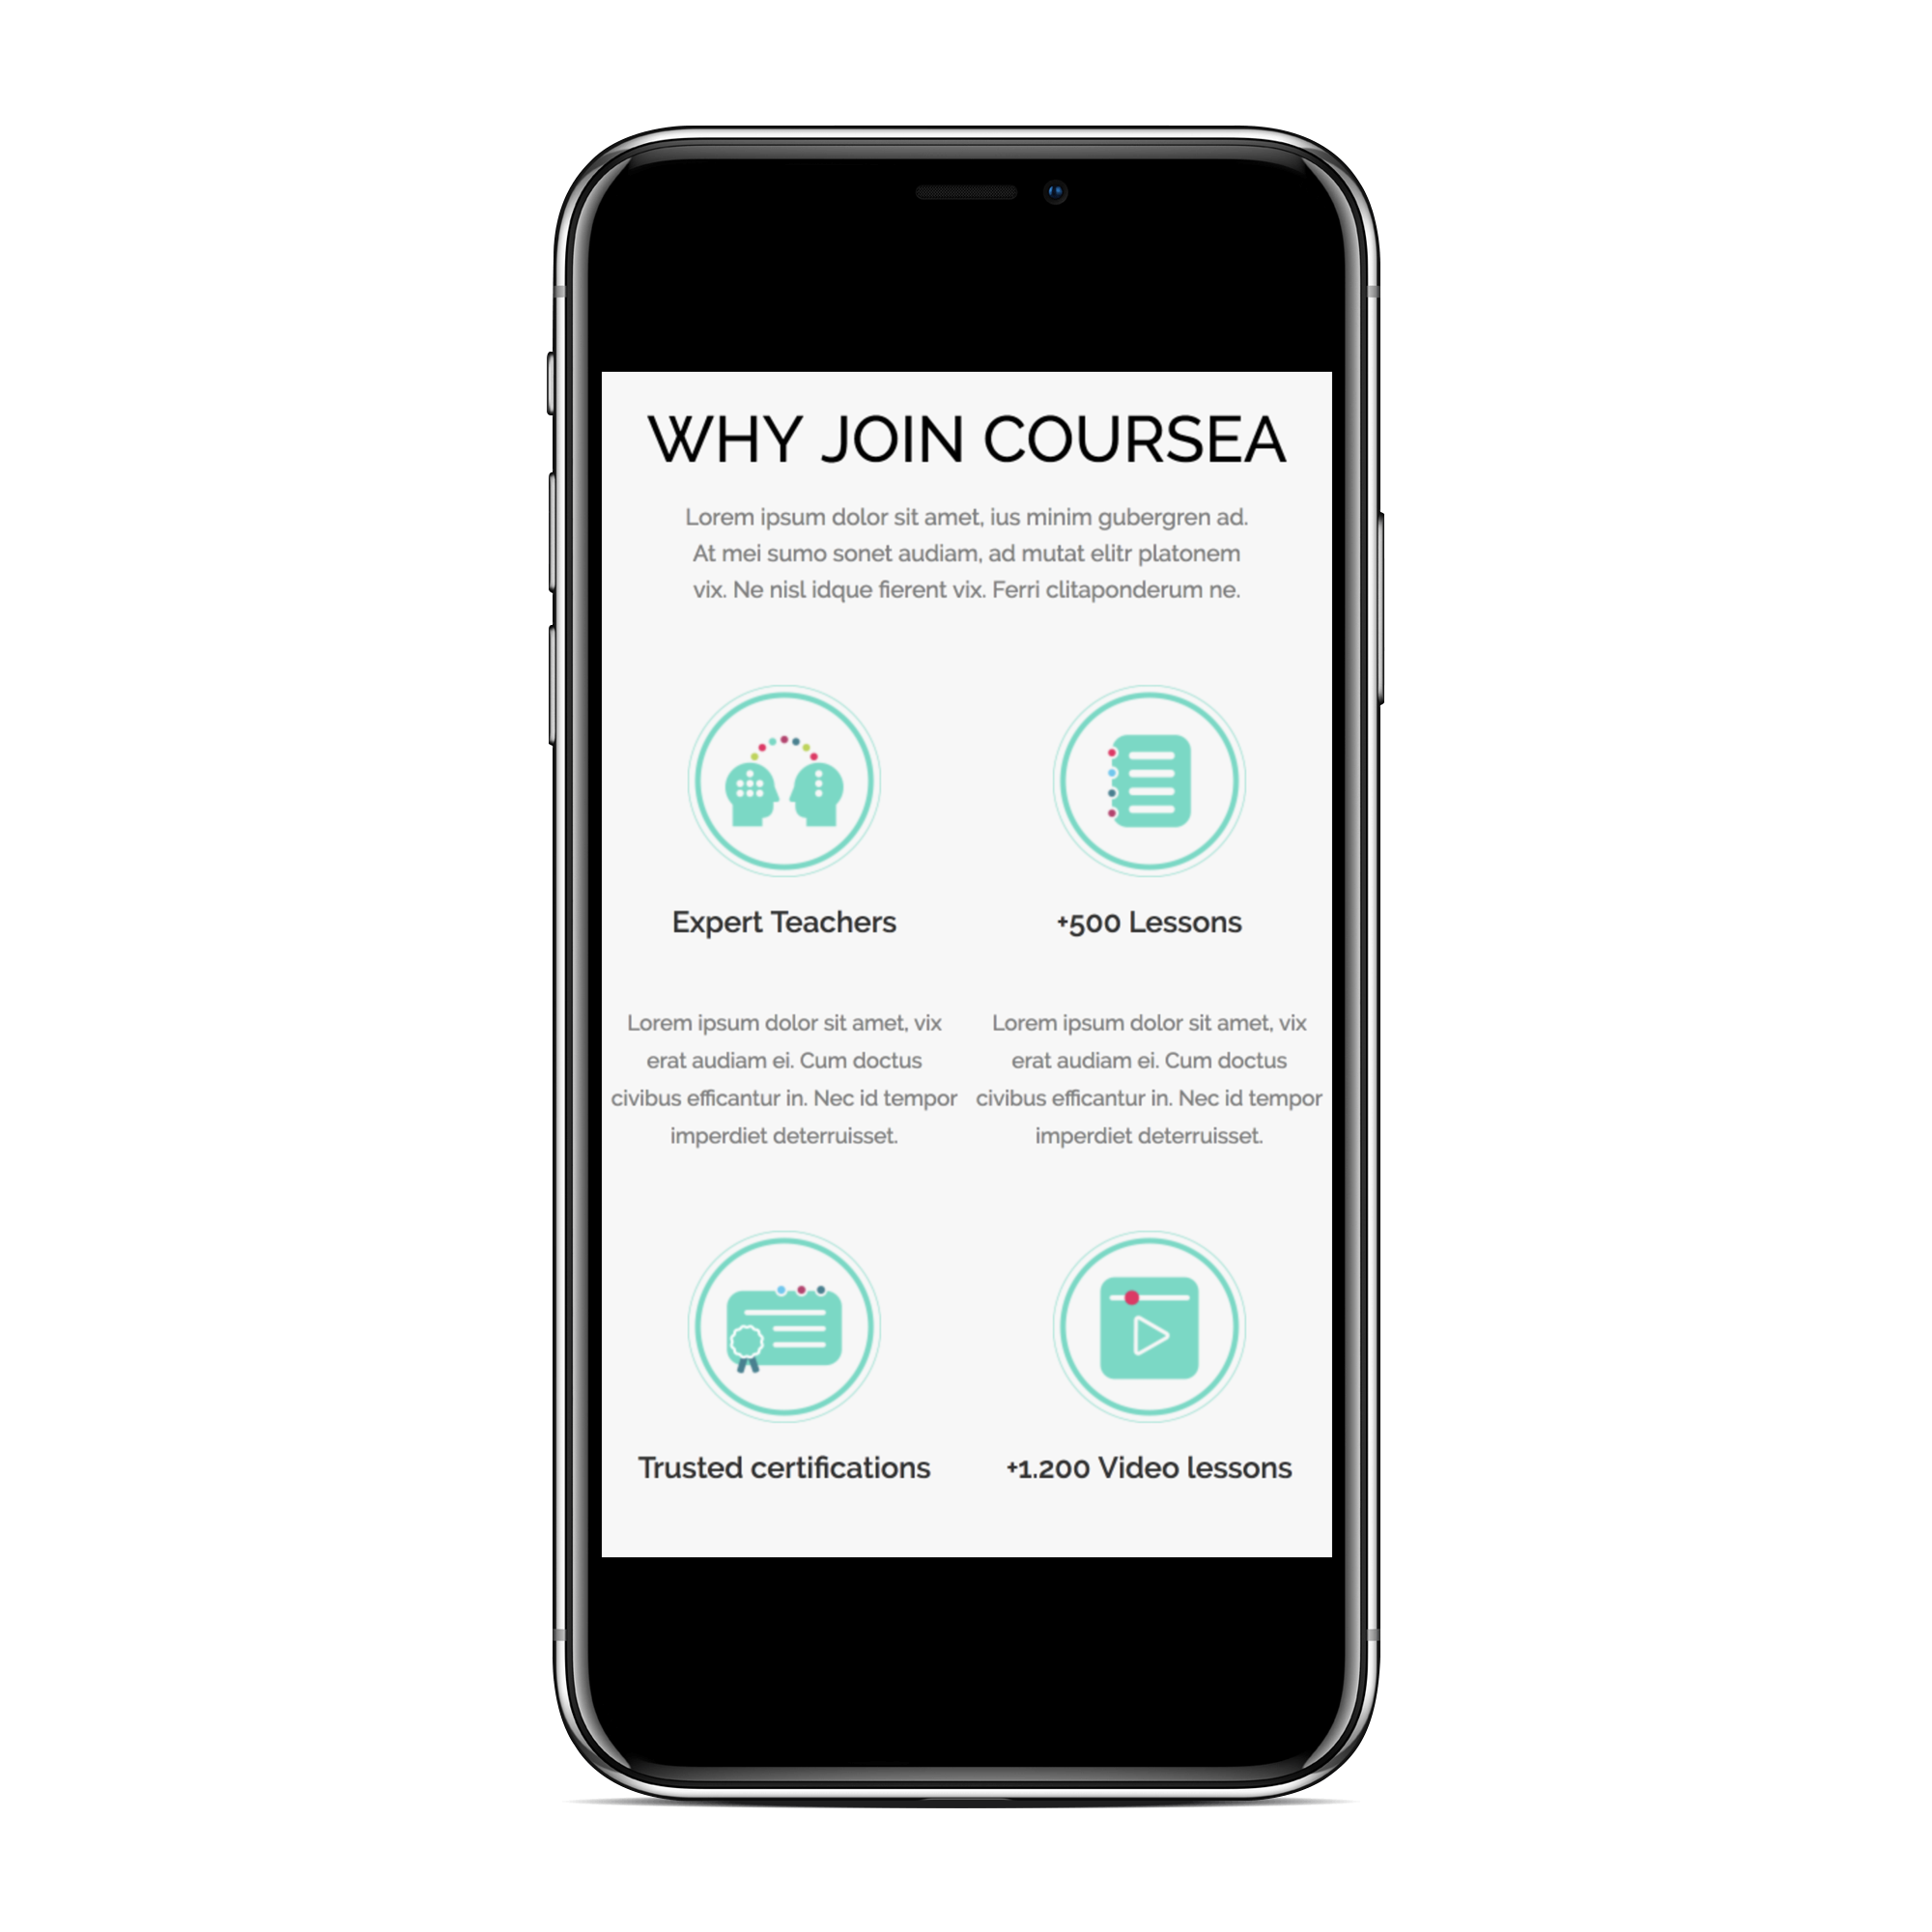 WHY JOIN COURSEA
Lorem ipsum dolor sit amet, ius minim gubergren ad.
At mei sumo sonet audiam, ad mutat elitr platonem
vix. Ne nisl idque fierent vix. Ferri clitaponderum ne.
Expert Teachers
Lorem ipsum dolor sit amet, vix
erat audiam ei. Cum doctus
civibus efficantur in. Nec id tempor
imperdiet deterruisset.
+500 Lessons
Lorem ipsum dolor sit amet, vix
erat audiam ei. Cum doctus
civibus efficantur in. Nec id tempor
imperdiet deterruisset.
Trusted certifications
+1.200 Video lessons